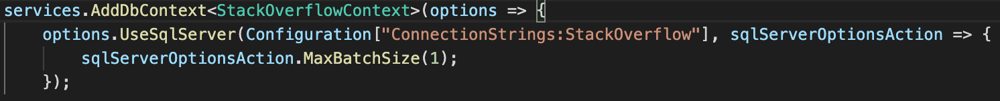 services.AddDbContext<StackOverflowContext>(options => {
    options.UseSqlServer(Configuration["ConnectionStrings:StackOverflow"], sqlServerOptionsAction => {
        sqlServerOptionsAction.MaxBatchSize(1);
    });